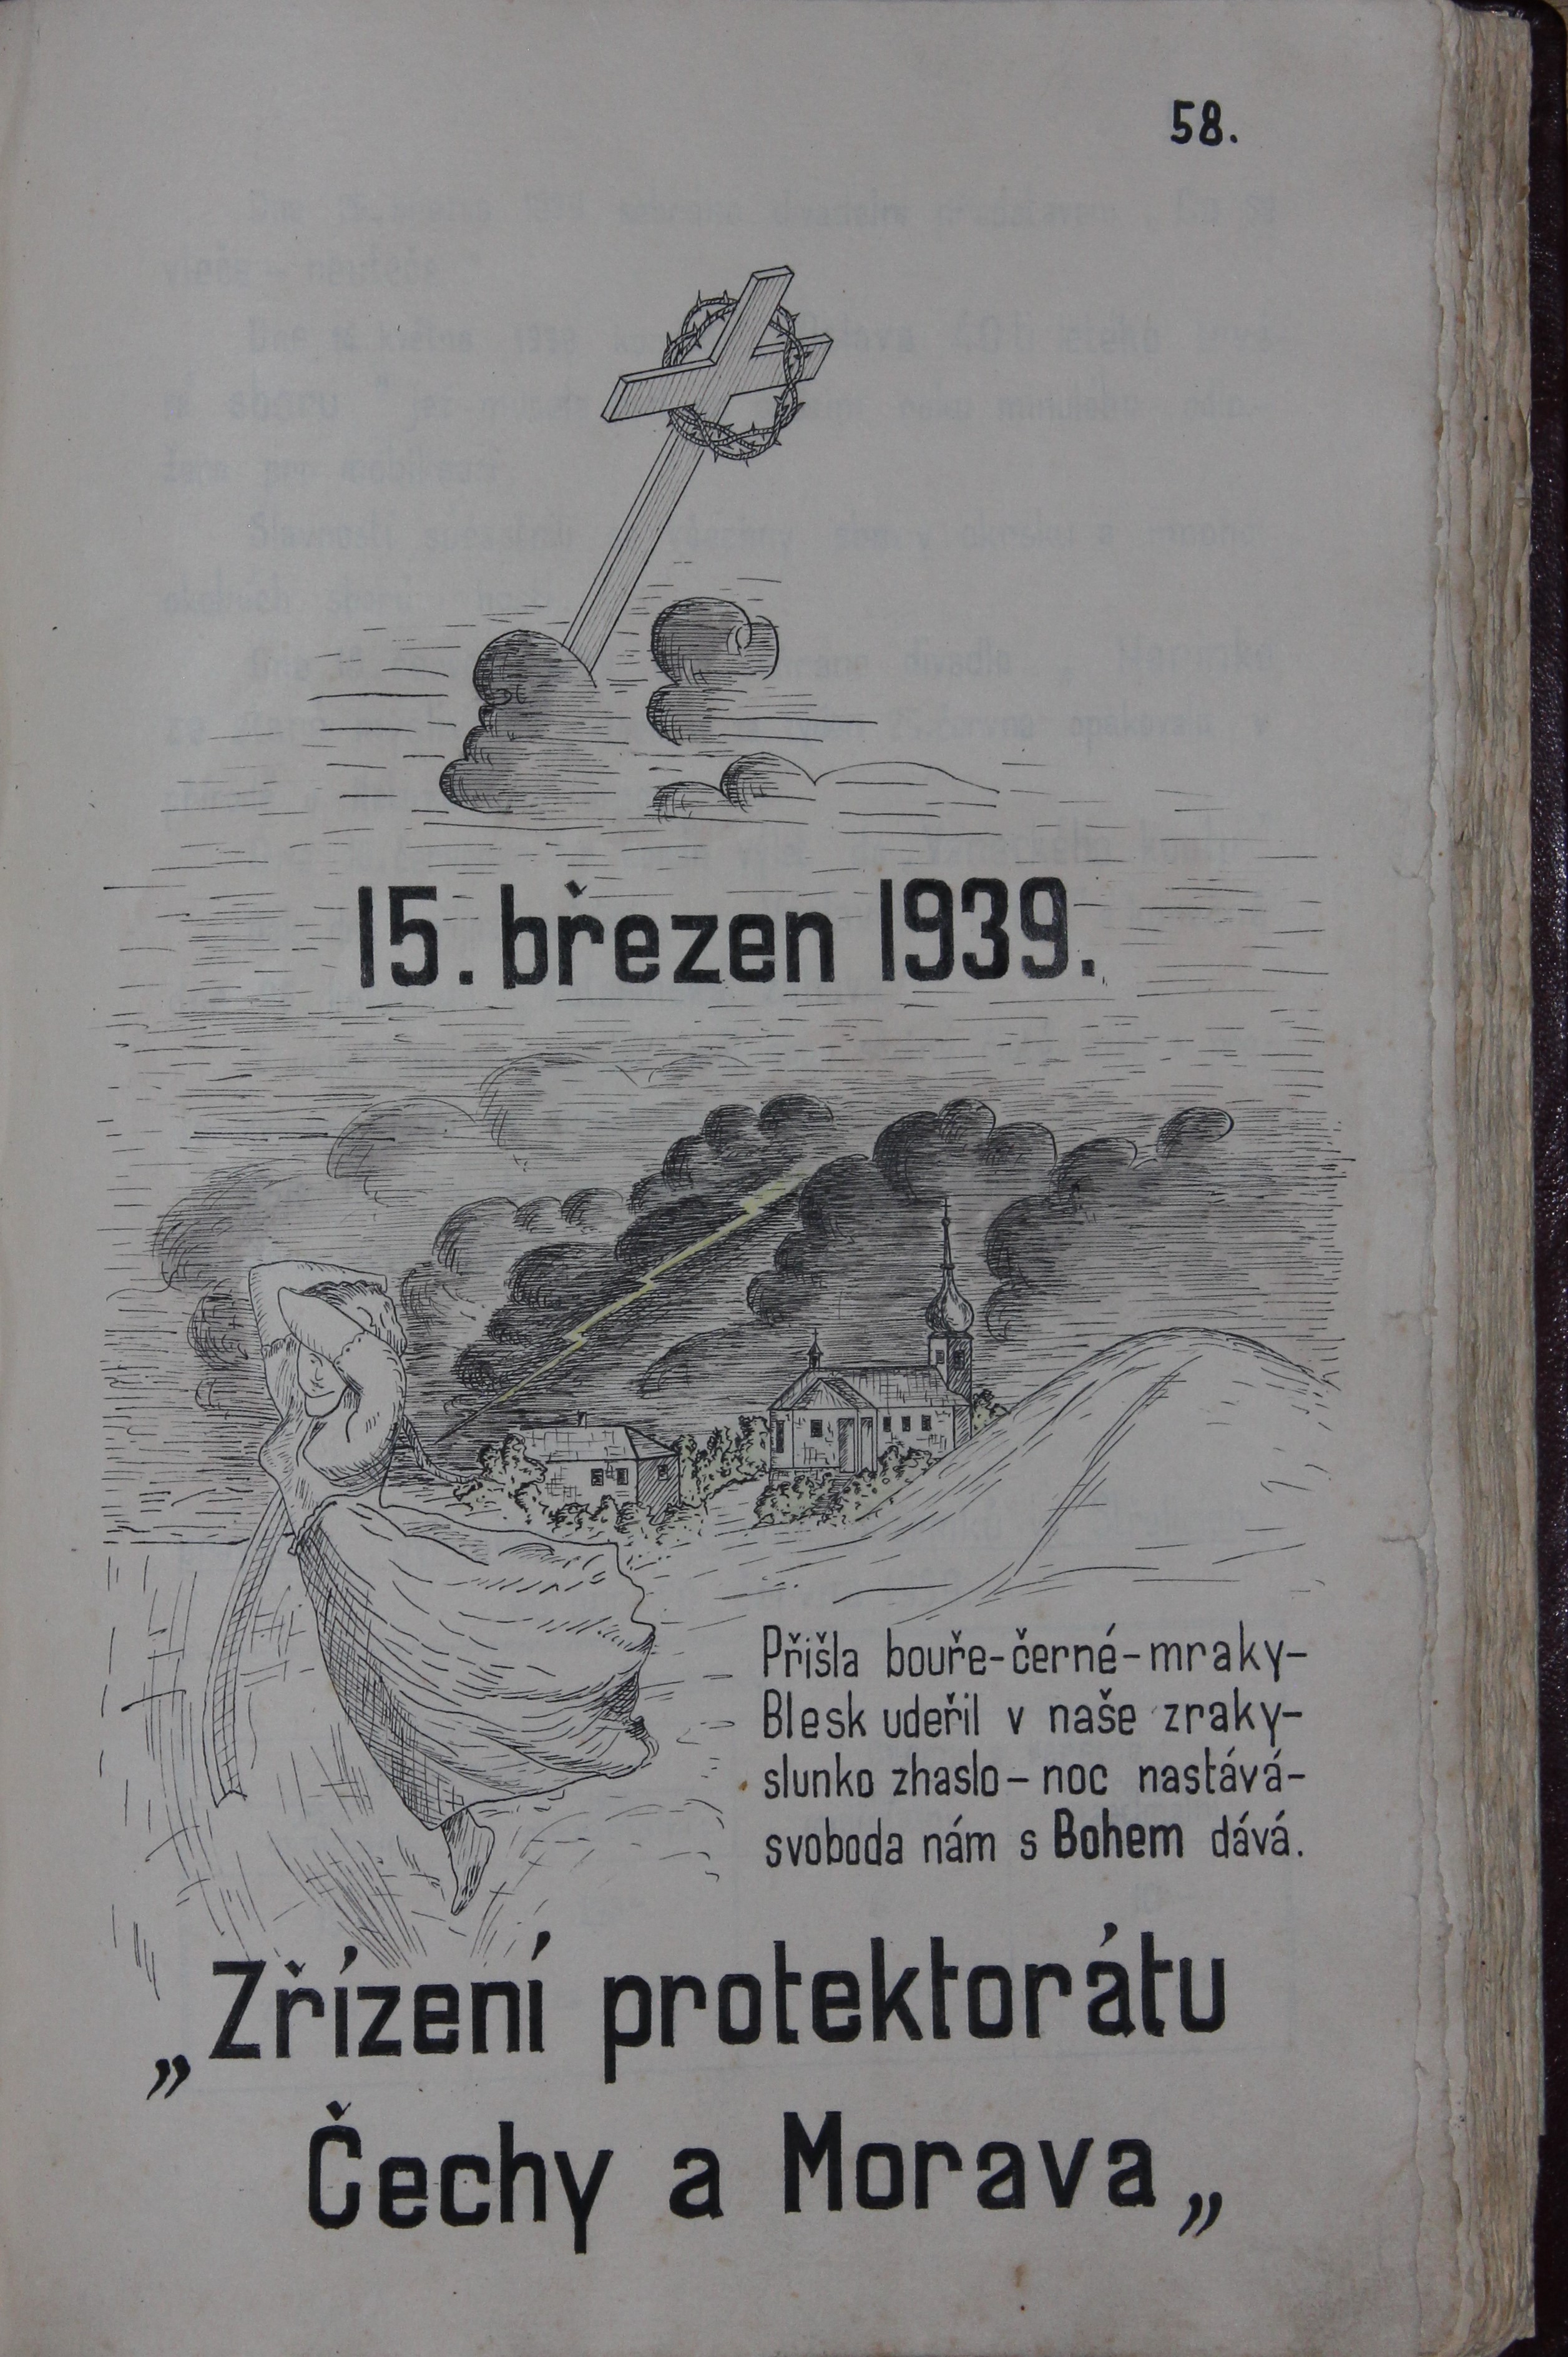 58.
15. březen 1939.
Přišla bouře-černé-mraky-
Blesk udeřil v naše zraky-
slunko zhaslo-noc nastává-
svoboda nám s Bohem dává.
„Zřízení protektorátu
Čechy a Morava„